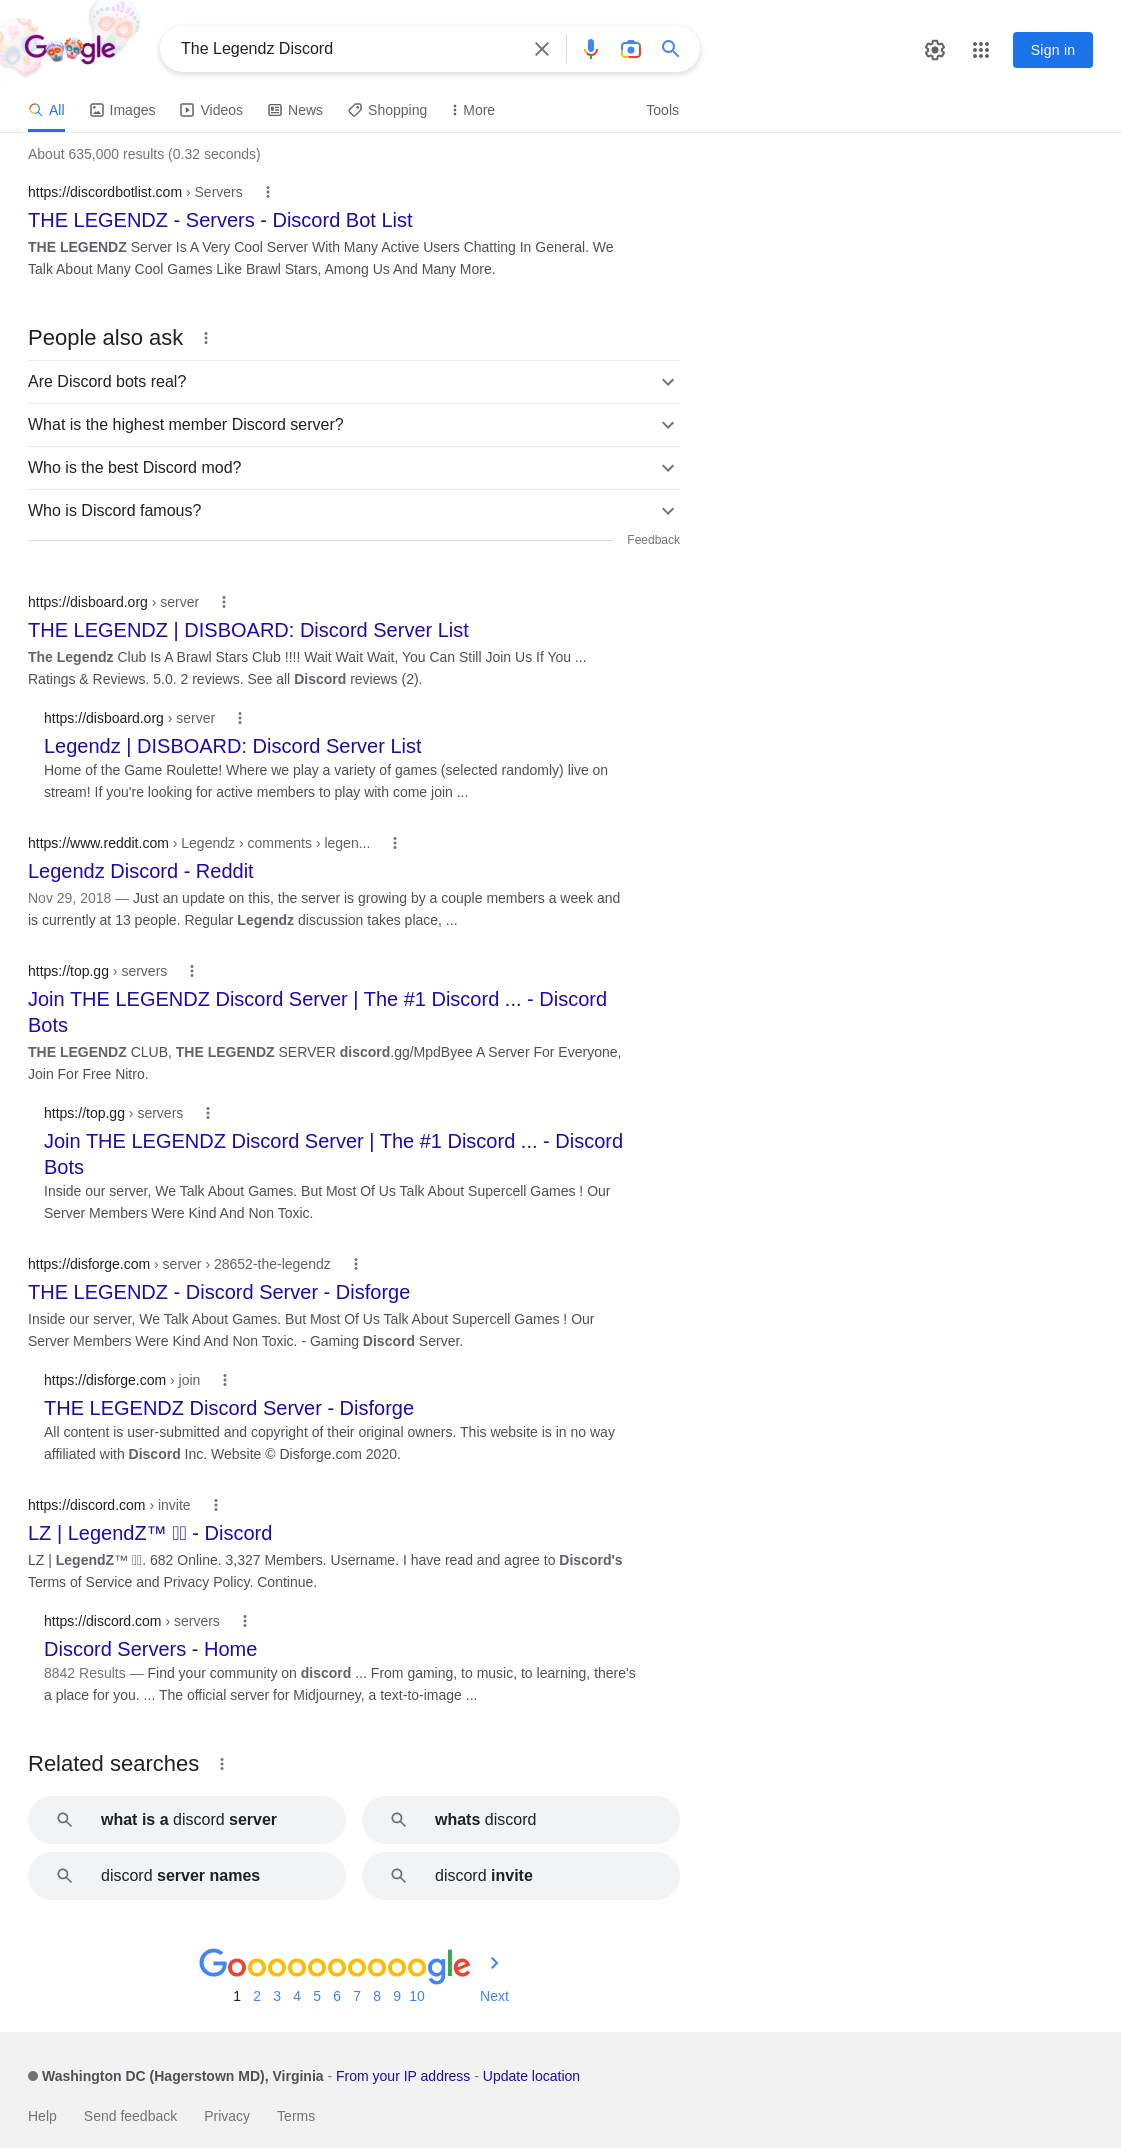 Google
The Legendz Discord
Sign in
All
Images
Videos
News
Shopping
More
Tools
About 635,000 results (0.32 seconds)
https://discordbotlist.com › Servers
THE LEGENDZ - Servers - Discord Bot List
THE LEGENDZ Server Is A Very Cool Server With Many Active Users Chatting In General. We
Talk About Many Cool Games Like Brawl Stars, Among Us And Many More.
People also ask
Are Discord bots real?
What is the highest member Discord server?
Who is the best Discord mod?
Who is Discord famous?
Feedback
https://disboard.org › server
THE LEGENDZ | DISBOARD: Discord Server List
The Legendz Club Is A Brawl Stars Club !!!! Wait Wait Wait, You Can Still Join Us If You ...
Ratings & Reviews. 5.0. 2 reviews. See all Discord reviews (2).
https://disboard.org › server
Legendz | DISBOARD: Discord Server List
Home of the Game Roulette! Where we play a variety of games (selected randomly) live on
stream! If you're looking for active members to play with come join ...
https://www.reddit.com › Legendz › comments › legen...
Legendz Discord - Reddit
Nov 29, 2018 — Just an update on this, the server is growing by a couple members a week and
is currently at 13 people. Regular Legendz discussion takes place, ...
https://top.gg › servers
Join THE LEGENDZ Discord Server | The #1 Discord ... - Discord
Bots
THE LEGENDZ CLUB, THE LEGENDZ SERVER discord.gg/MpdByee A Server For Everyone,
Join For Free Nitro.
https://top.gg › servers
Join THE LEGENDZ Discord Server | The #1 Discord ... - Discord
Bots
Inside our server, We Talk About Games. But Most Of Us Talk About Supercell Games ! Our
Server Members Were Kind And Non Toxic.
https://disforge.com › server › 28652-the-legendz
THE LEGENDZ - Discord Server - Disforge
Inside our server, We Talk About Games. But Most Of Us Talk About Supercell Games ! Our
Server Members Were Kind And Non Toxic. - Gaming Discord Server.
https://disforge.com › join
THE LEGENDZ Discord Server - Disforge
All content is user-submitted and copyright of their original owners. This website is in no way
affiliated with Discord Inc. Website © Disforge.com 2020.
https://discord.com › invite
LZ | LegendZ™ - Discord
LZ | LegendZ™ . 682 Online. 3,327 Members. Username. I have read and agree to Discord's
Terms of Service and Privacy Policy. Continue.
https://discord.com › servers
Discord Servers - Home
8842 Results — Find your community on discord ... From gaming, to music, to learning, there's
a place for you. ... The official server for Midjourney, a text-to-image ...
Related searches
what is a discord server
whats discord
discord server names
discord invite
Goooooooooogle
1 2 3 4 5 6 7 8 9 10 Next
Washington DC (Hagerstown MD), Virginia - From your IP address - Update location
Help Send feedback Privacy Terms